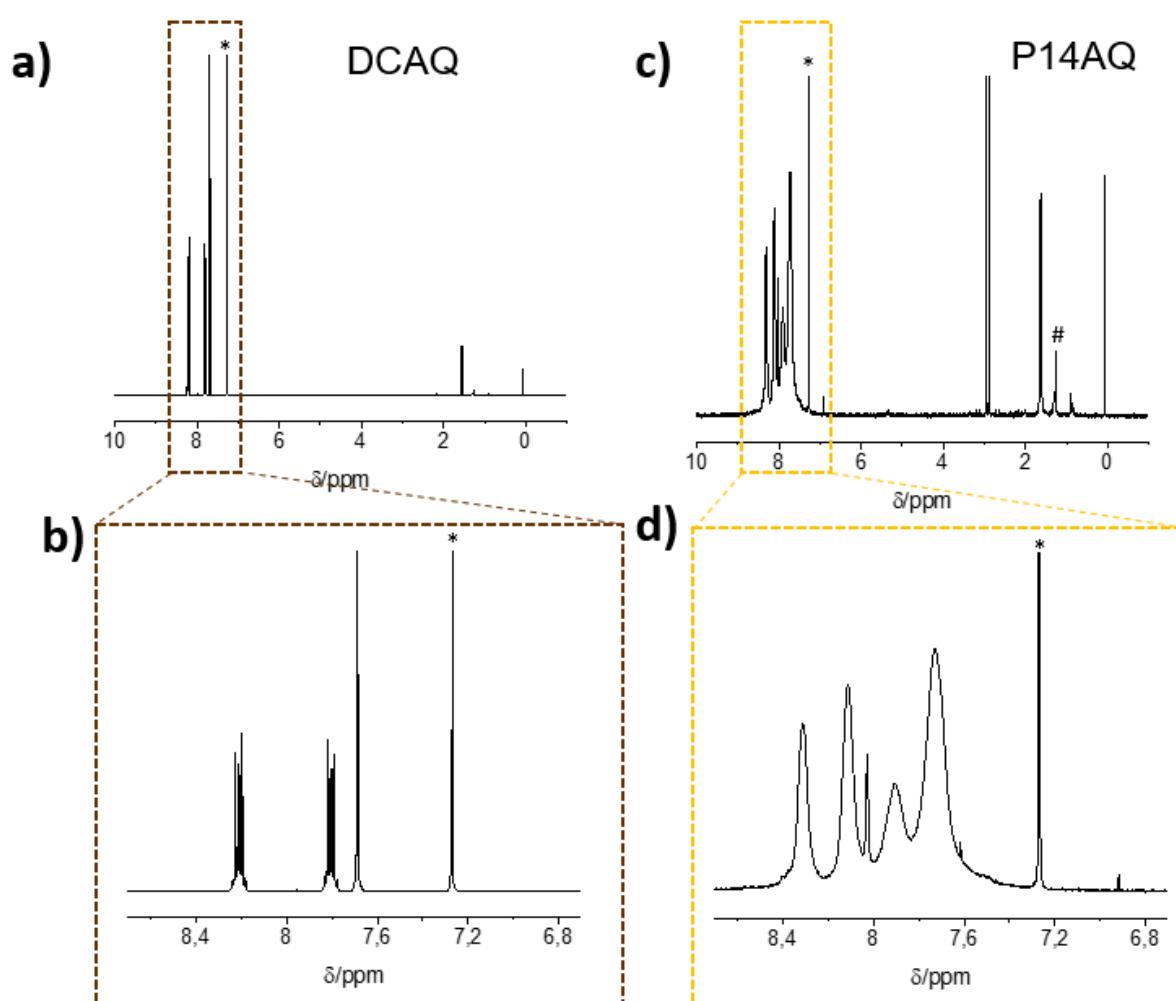 a)
DCAQ
*
10 8 6 4 2 0
δ/ppm
c)
P14AQ
*
#
10 8 6 4 2 0
δ/ppm
b)
*
8,4 8 7,6 7,2 6,8
δ/ppm
d)
*
8,4 8 7,6 7,2 6,8
δ/ppm